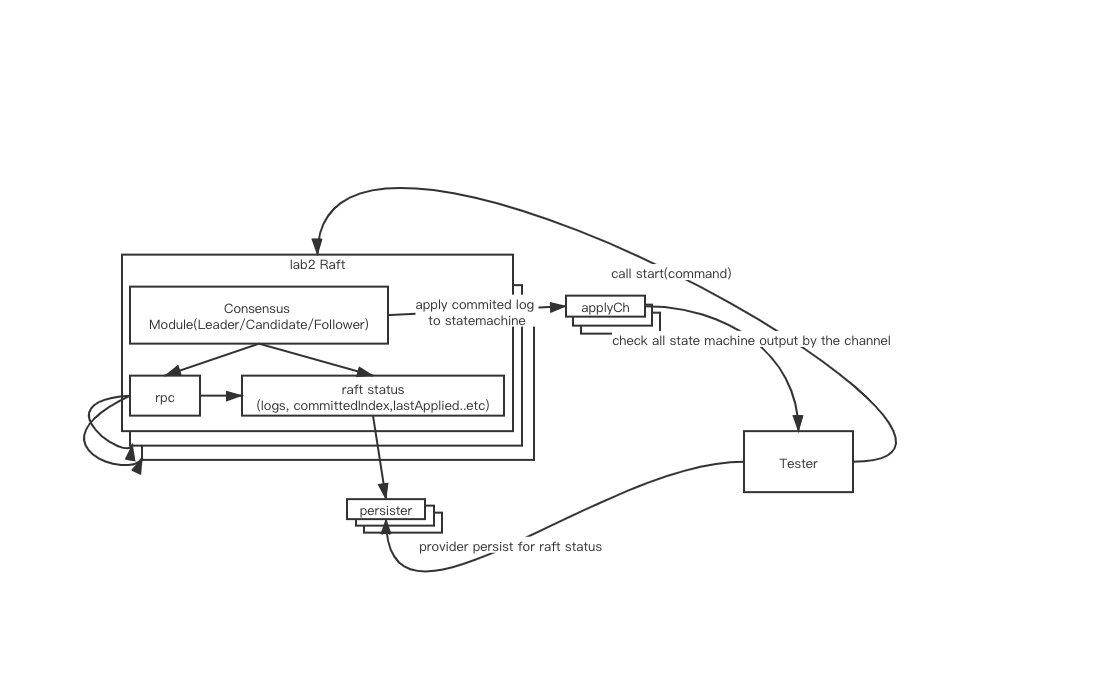 lab2 Raft
Consensus
Module(Leader/Candidate/Follower)
apply commited log
to statemachine
applyCh
call start(command)
check all state machine output by the channel
rpc
raft status
(logs, committedIndex,lastApplied..etc)
Tester
persister
provider persist for raft status